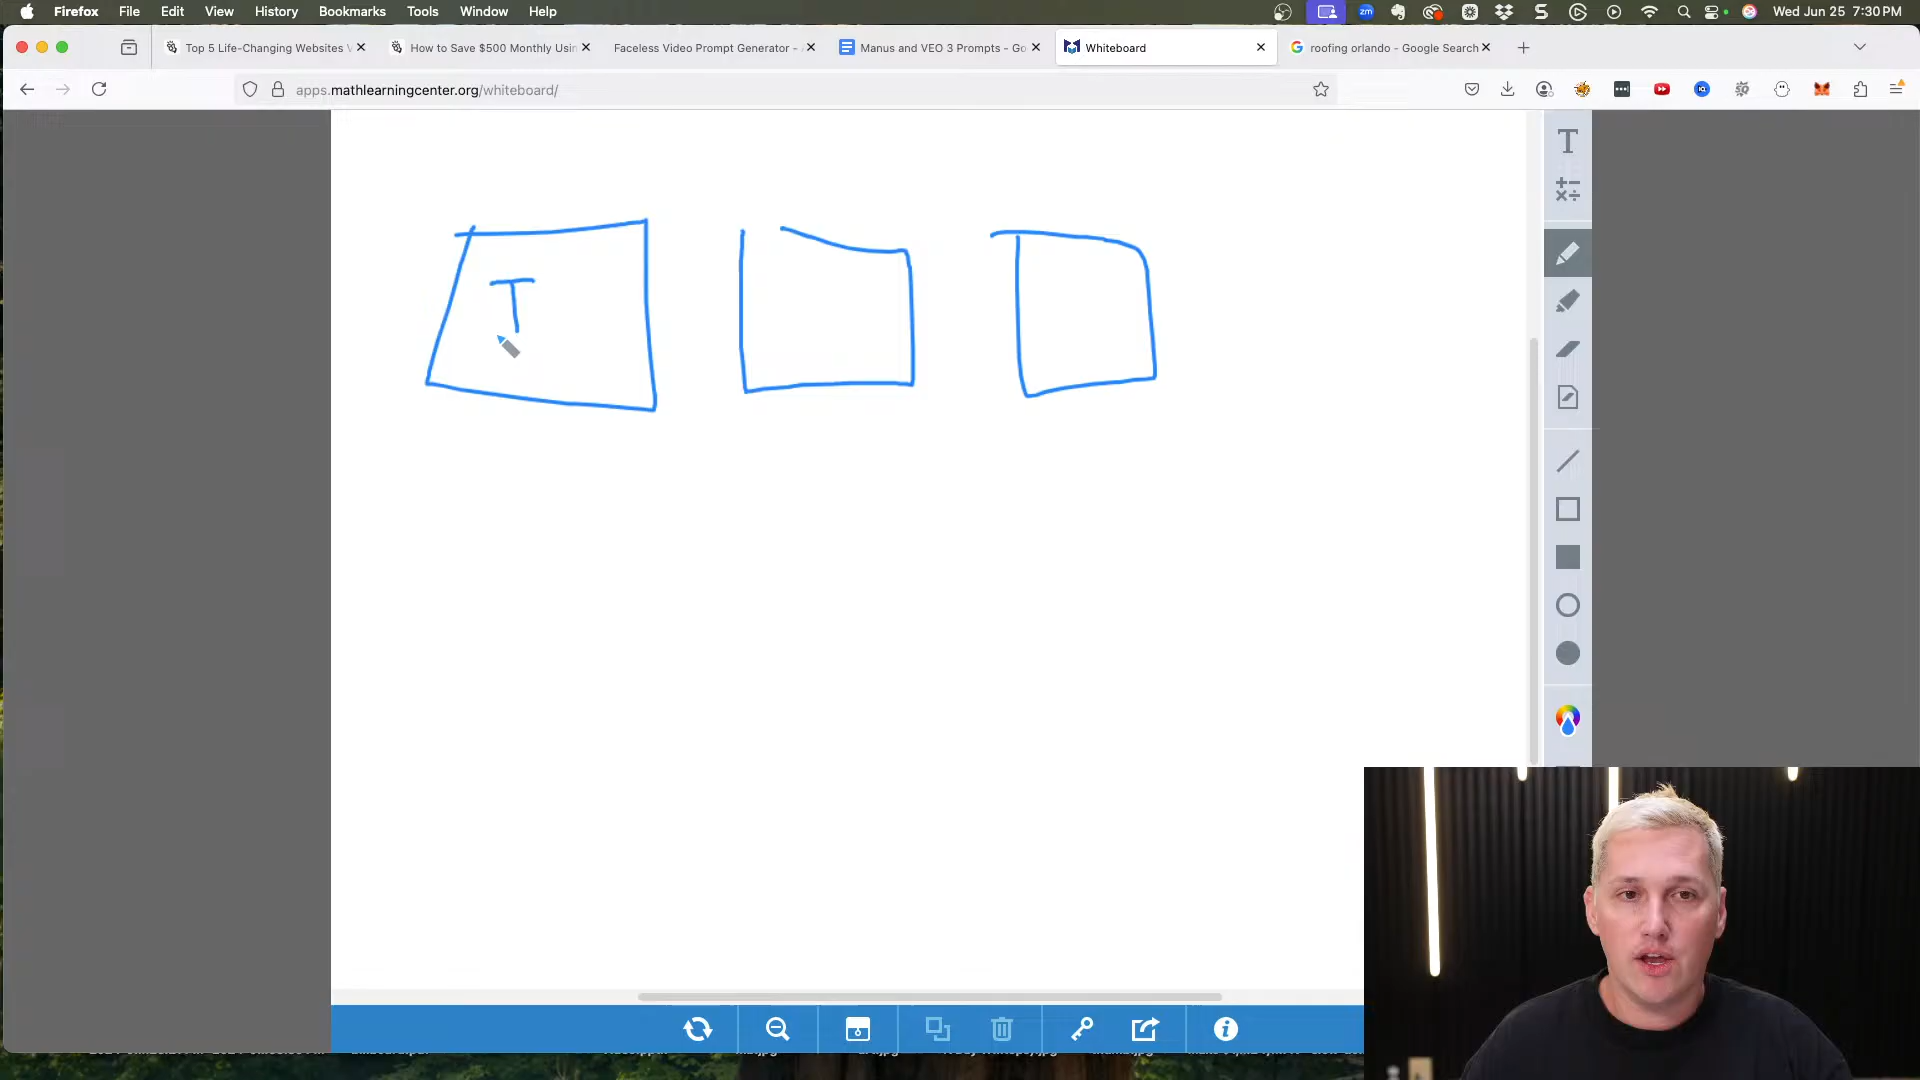 Firefox File Edit View History Bookmarks Tools Window Help Wed Jun 25 7:30 PM
Top 5 Life-Changing Websites How to Save $500 Monthly Usin Faceless Video Prompt Generator - Manus and VEO 3 Prompts - Go Whiteboard roofing orlando - Google Search
apps.mathlearningcenter.org/whiteboard/
T
T